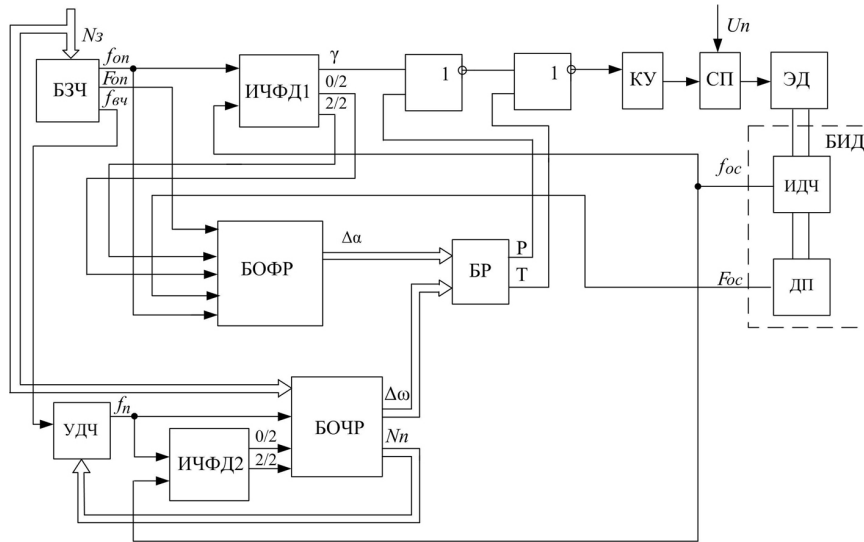 Nз
Uп
fоп
Fоп
fвч
БЗЧ
ИЧФД1
γ
0/2
2/2
1
1
КУ
СП
ЭД
БИД
fос
ИДЧ
Fос
ДП
БОФР
Δα
БР
Р
Т
УДЧ
fп
ИЧФД2
0/2
2/2
БОЧР
Δω
Nп